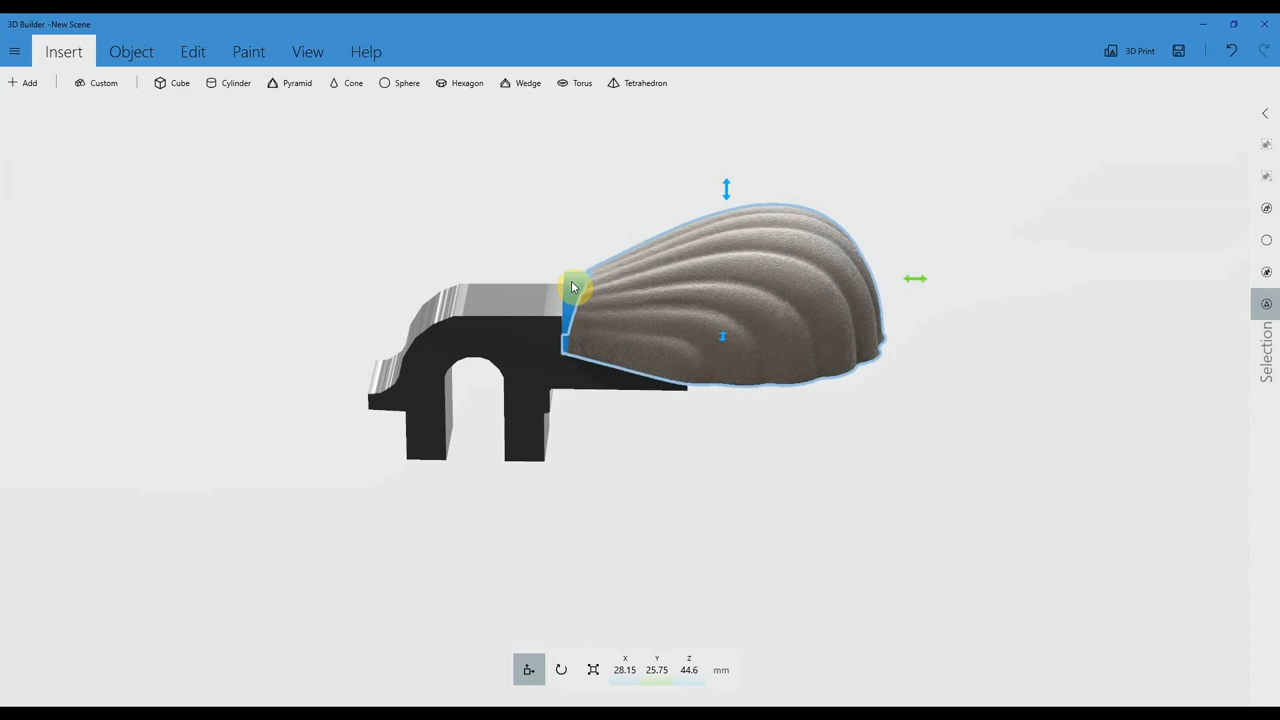 3D Builder -New Scene
Insert Object Edit Paint View Help 3D Print
Add Custom Cube Cylinder Pyramid Cone Sphere Hexagon Wedge Torus Tetrahedron
Selection
X Y Z
28.15 25.75 44.6 mm